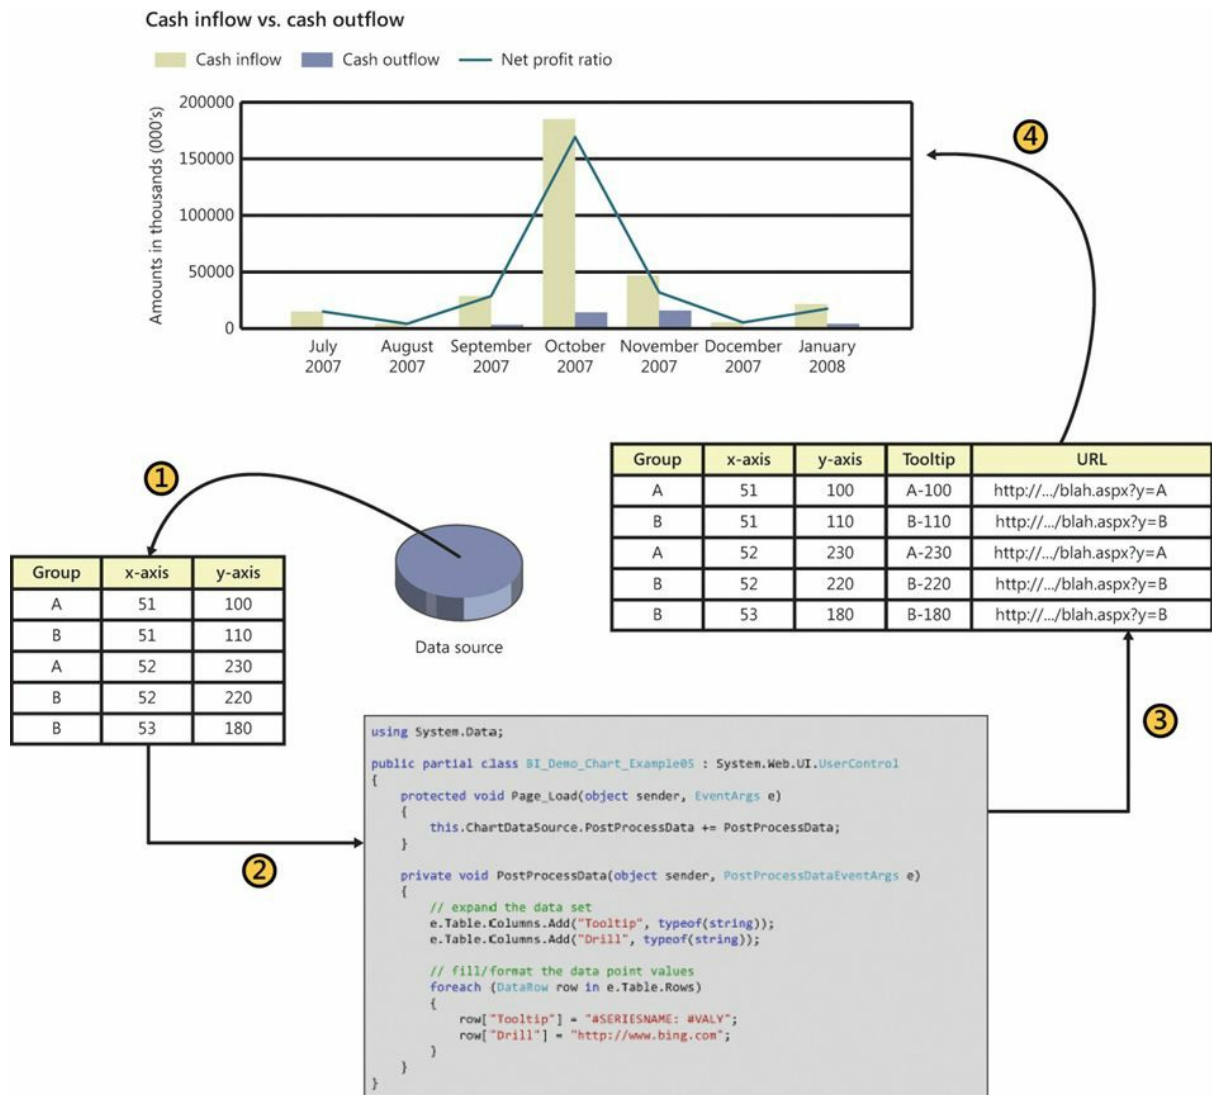 Cash inflow vs. cash outflow
Cash inflow Cash outflow Net profit ratio
Amounts in thousands (000's)
200000
150000
100000
50000
0
July 2007
August 2007
September 2007
October 2007
November 2007
Docember 2007
January 2008
4
1
Group x-axis y-axis Tooltip URL
A 51 100 A-100 http://.../blah.aspx?y=A
B 51 110 B-110 http://.../blah.aspx?y=B
A 52 230 A-230 http://.../blah.aspx?y=A
B 52 220 B-220 http://.../blah.aspx?y=B
B 53 180 B-180 http://.../blah.aspx?y=B
Group x-axis y-axis
A 51 100
B 51 110
A 52 230
B 52 220
B 53 180
Data source
3
2
using System.Data;
public partial class BI_Demo_Chart_Example05 : System.Web.UI.UserControl
{
protected void Page_Load(object sender, EventArgs e)
{
this.ChartDataSource.PostProcessData += PostProcessData;
}
private void PostProcessData(object sender, PostProcessDataEventArgs e)
{
// expand the data set
e.Table.Columns.Add("Tooltip", typeof(string));
e.Table.Columns.Add("Drill", typeof(string));
// fill/format the data point values
foreach (DataRow row in e.Table.Rows)
{
row["Tooltip"] = "#SERIESNAME: #VALY";
row["Drill"] = "http://www.bing.com";
}
}
}